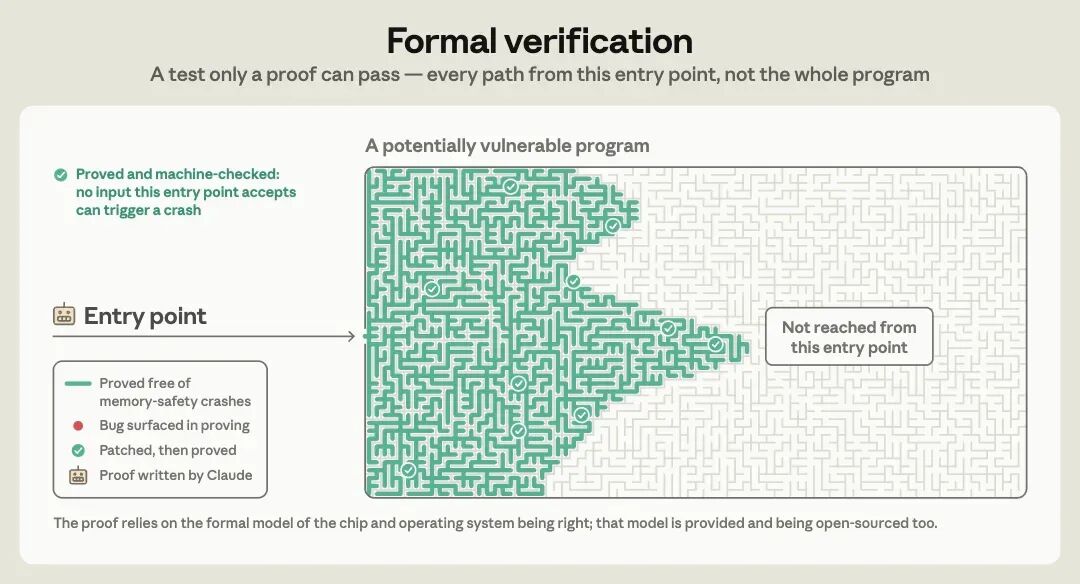 Formal verification
A test only a proof can pass — every path from this entry point, not the whole program
A potentially vulnerable program
Proved and machine-checked:
no input this entry point accepts
can trigger a crash
Entry point
Not reached from
this entry point
Proved free of
memory-safety crashes
Bug surfaced in proving
Patched, then proved
Proof written by Claude
The proof relies on the formal model of the chip and operating system being right; that model is provided and being open-sourced too.